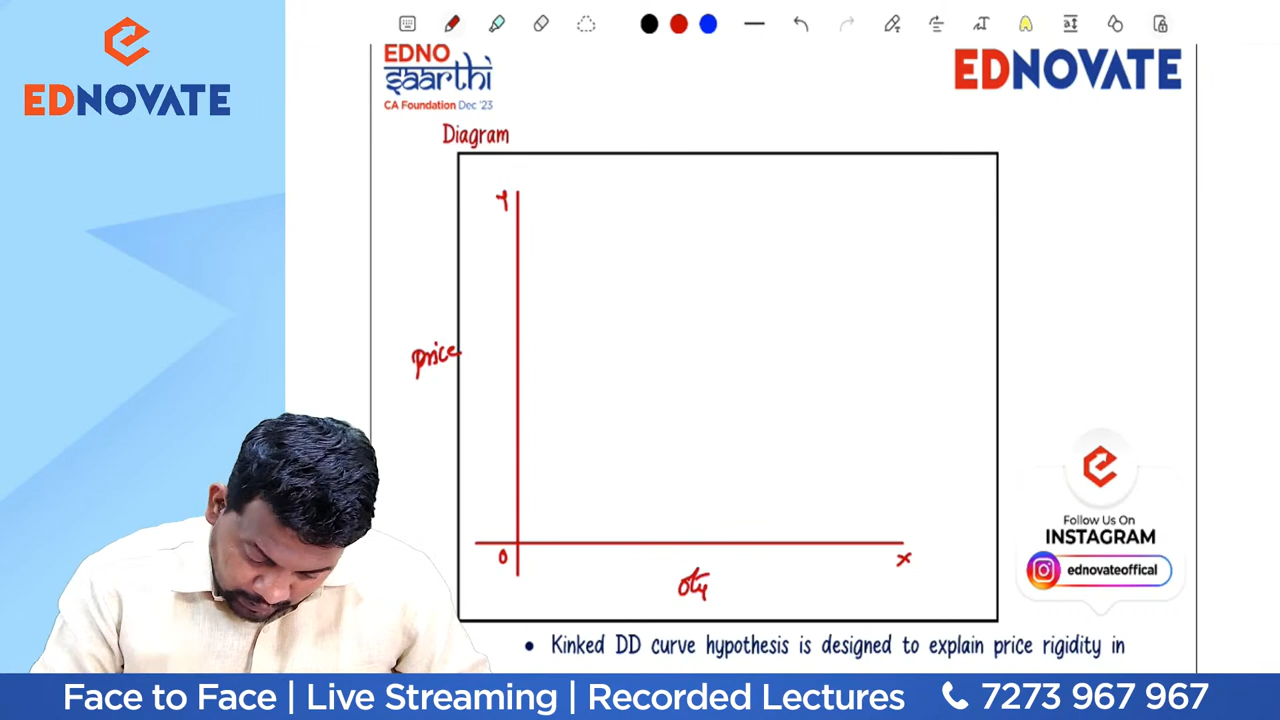 EDNOVATE
EDNO
saarthi
CA Foundation Dec '23
EDNOVATE
Diagram
Y
price
O
X
Qty
Follow Us On
INSTAGRAM
ednovateoffical
• Kinked DD curve hypothesis is designed to explain price rigidity in
Face to Face | Live Streaming | Recorded Lectures 7273 967 967